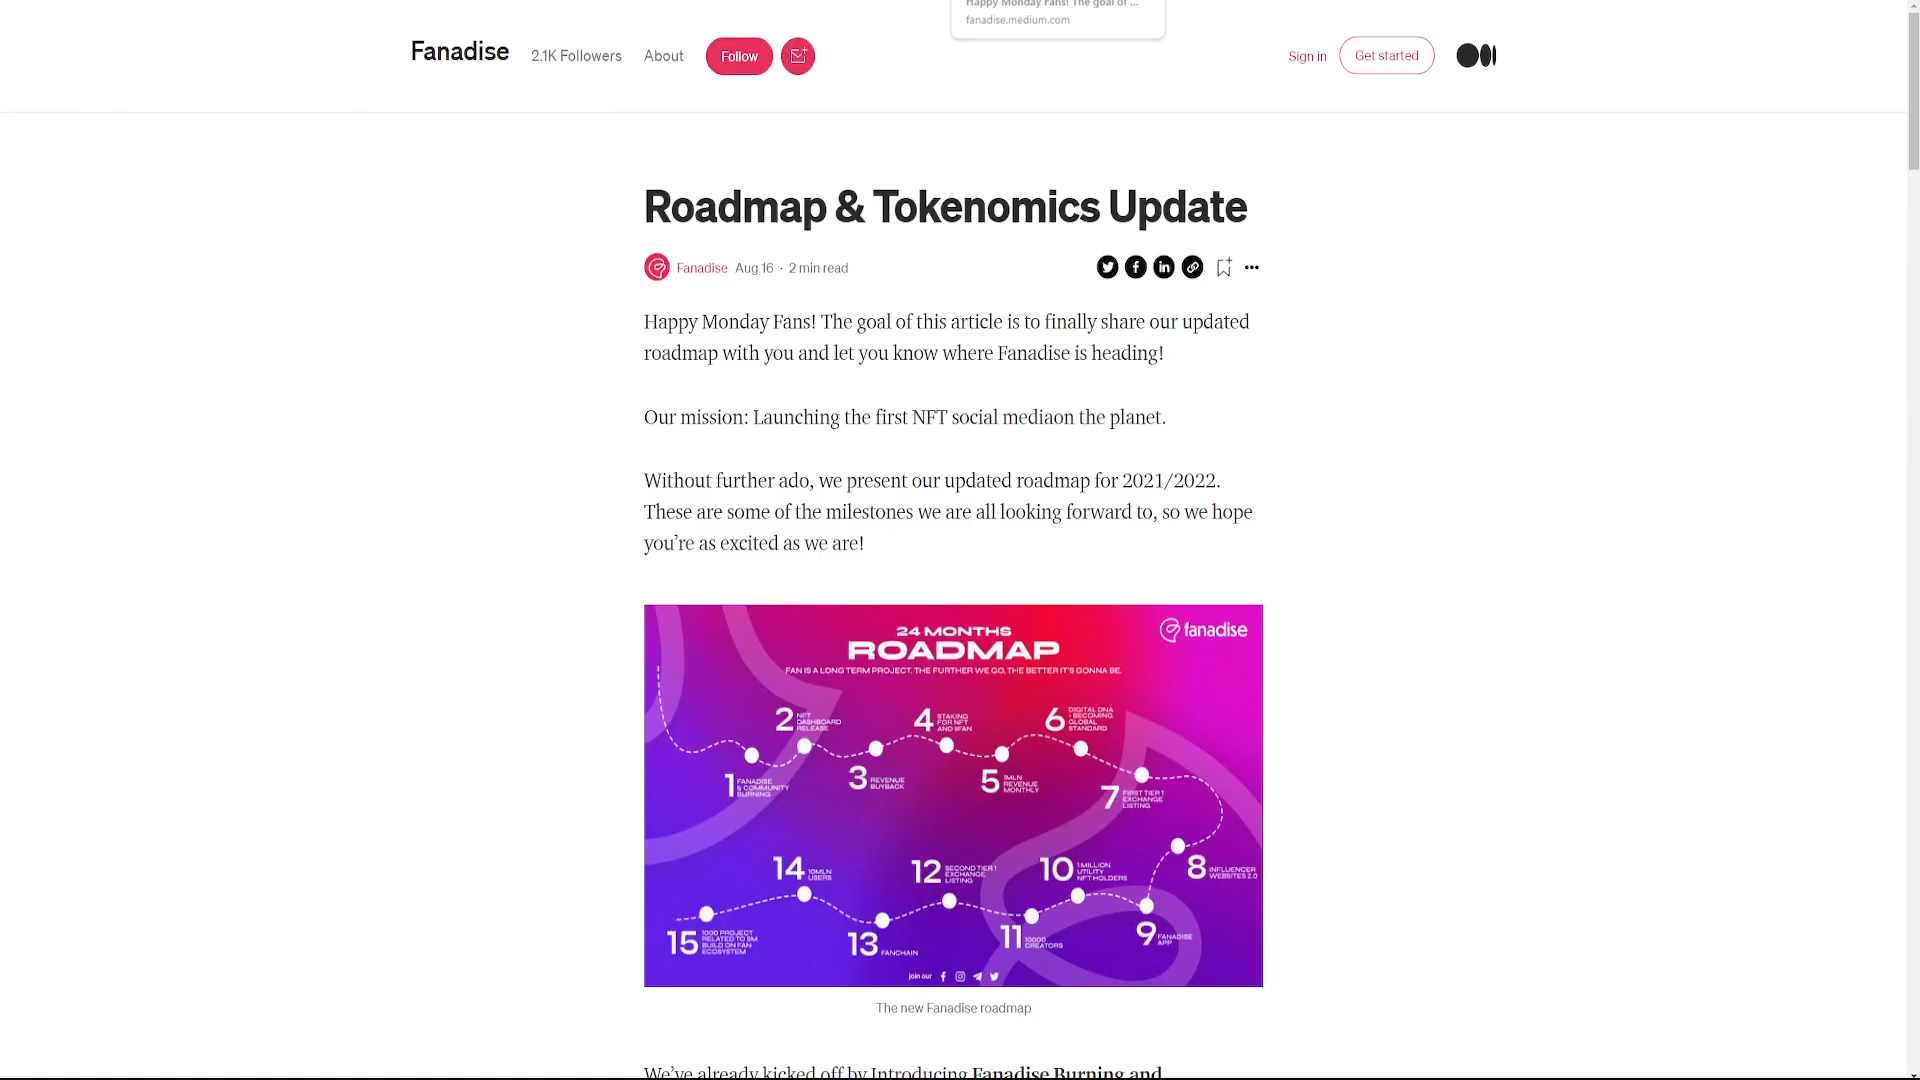 Happy Monday Fans! The goal of ...
fanadise.medium.com
Fanadise
2.1K Followers
About
Follow
Sign in
Get started
Roadmap & Tokenomics Update
Fanadise Aug 16 · 2 min read
Happy Monday Fans! The goal of this article is to finally share our updated
roadmap with you and let you know where Fanadise is heading!
Our mission: Launching the first NFT social mediaon the planet.
Without further ado, we present our updated roadmap for 2021/2022.
These are some of the milestones we are all looking forward to, so we hope
you’re as excited as we are!
24 MONTHS
ROADMAP
FAN IS A LONG TERM PROJECT. THE FURTHER WE GO, THE BETTER IT'S GONNA BE.
fanadise
1 FANADISE
& COMMUNITY
BURNING
2 NFT
DASHBOARD
RELEASE
3 REVENUE
BUYBACK
4 STAKING
FOR NFT
AND $FAN
5 1MLN
REVENUE
MONTHLY
6 DIGITAL DNA
- BECOMING
GLOBAL
STANDARD
7 FIRST TIER 1
EXCHANGE
LISTING
8 INFLUENCER
WEBSITES 2.0
9 FANADISE
APP
10 1 MILLION
UTILITY
NFT HOLDERS
11 10000
CREATORS
12 SECOND TIER 1
EXCHANGE
LISTING
13 FANCHAIN
14 10MLN
USERS
15 1000 PROJECT
RELATED TO SM
BUILD ON FAN
ECOSYSTEM
join our
The new Fanadise roadmap
We’ve already kicked off by Introducing Fanadise Burning and